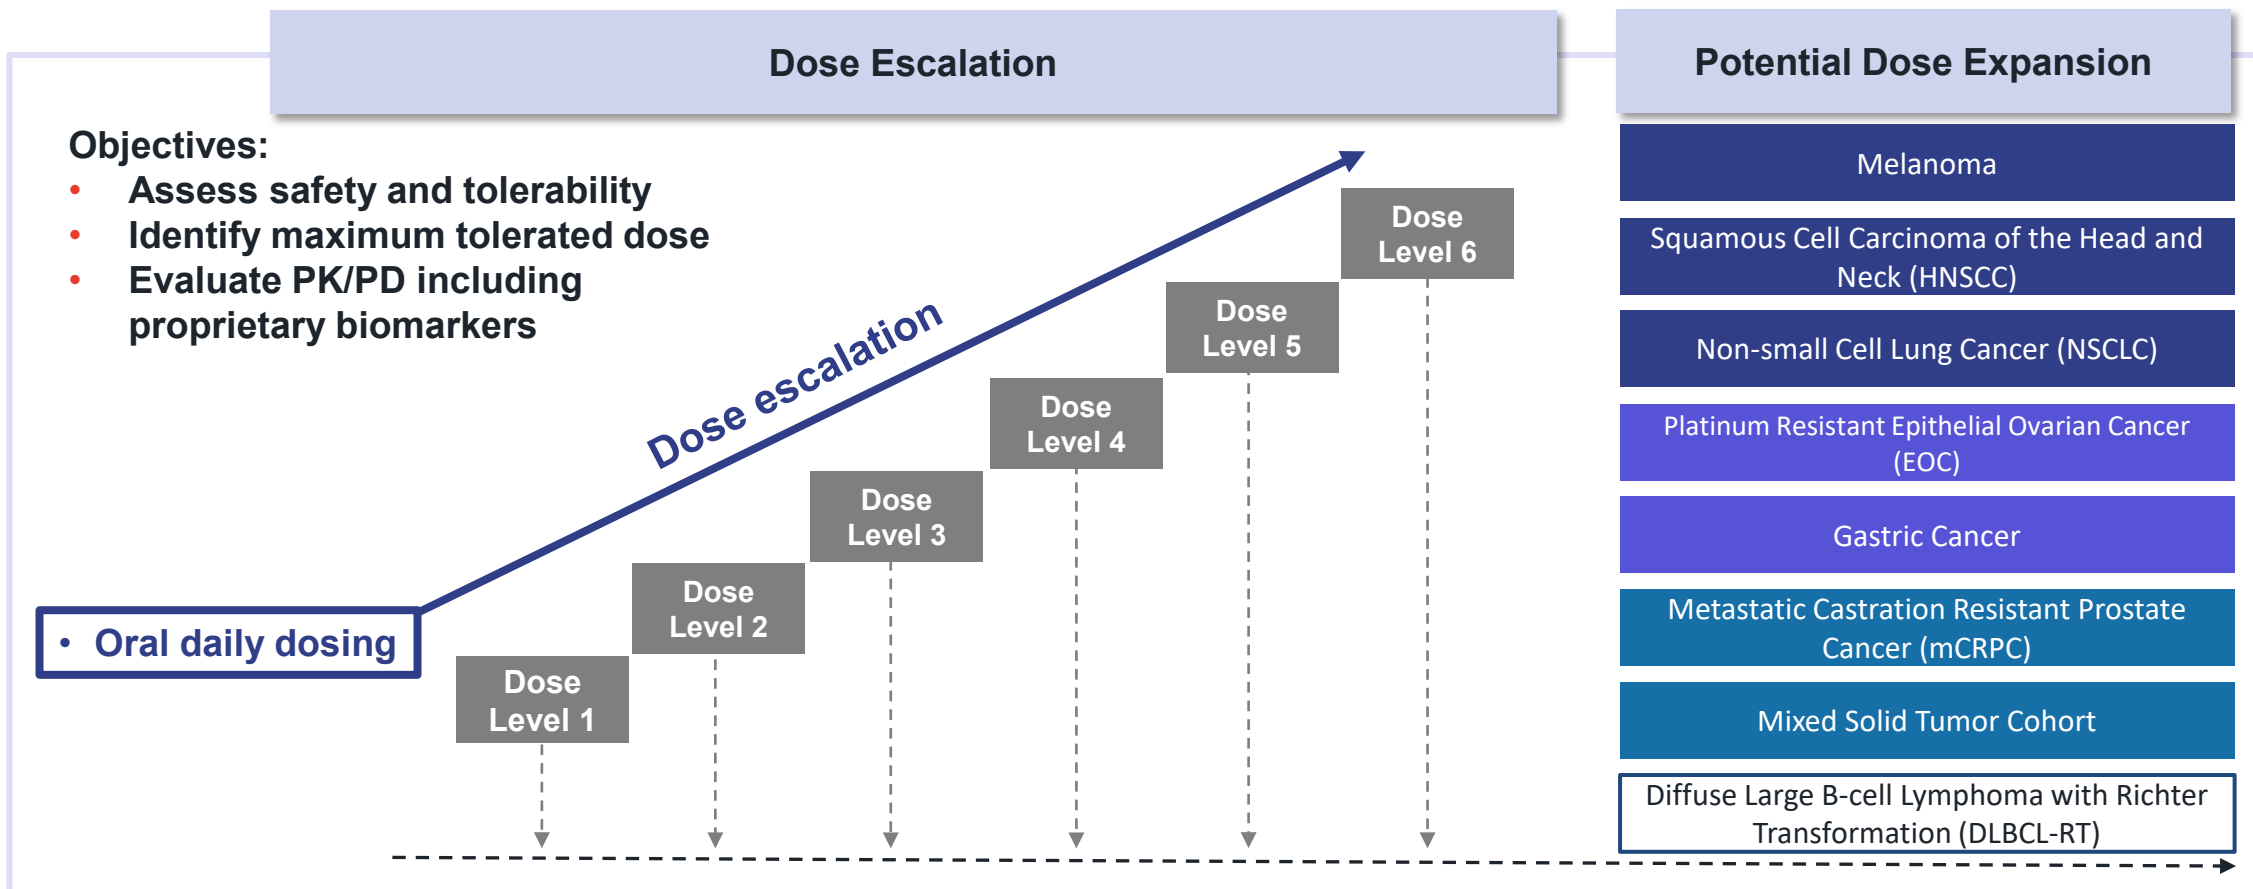 Dose Escalation
Potential Dose Expansion
Objectives:
• Assess safety and tolerability
• Identify maximum tolerated dose
• Evaluate PK/PD including
proprietary biomarkers
Dose escalation
• Oral daily dosing
Dose
Level 1
Dose
Level 2
Dose
Level 3
Dose
Level 4
Dose
Level 5
Dose
Level 6
Melanoma
Squamous Cell Carcinoma of the Head and
Neck (HNSCC)
Non-small Cell Lung Cancer (NSCLC)
Platinum Resistant Epithelial Ovarian Cancer
(EOC)
Gastric Cancer
Metastatic Castration Resistant Prostate
Cancer (mCRPC)
Mixed Solid Tumor Cohort
Diffuse Large B-cell Lymphoma with Richter
Transformation (DLBCL-RT)